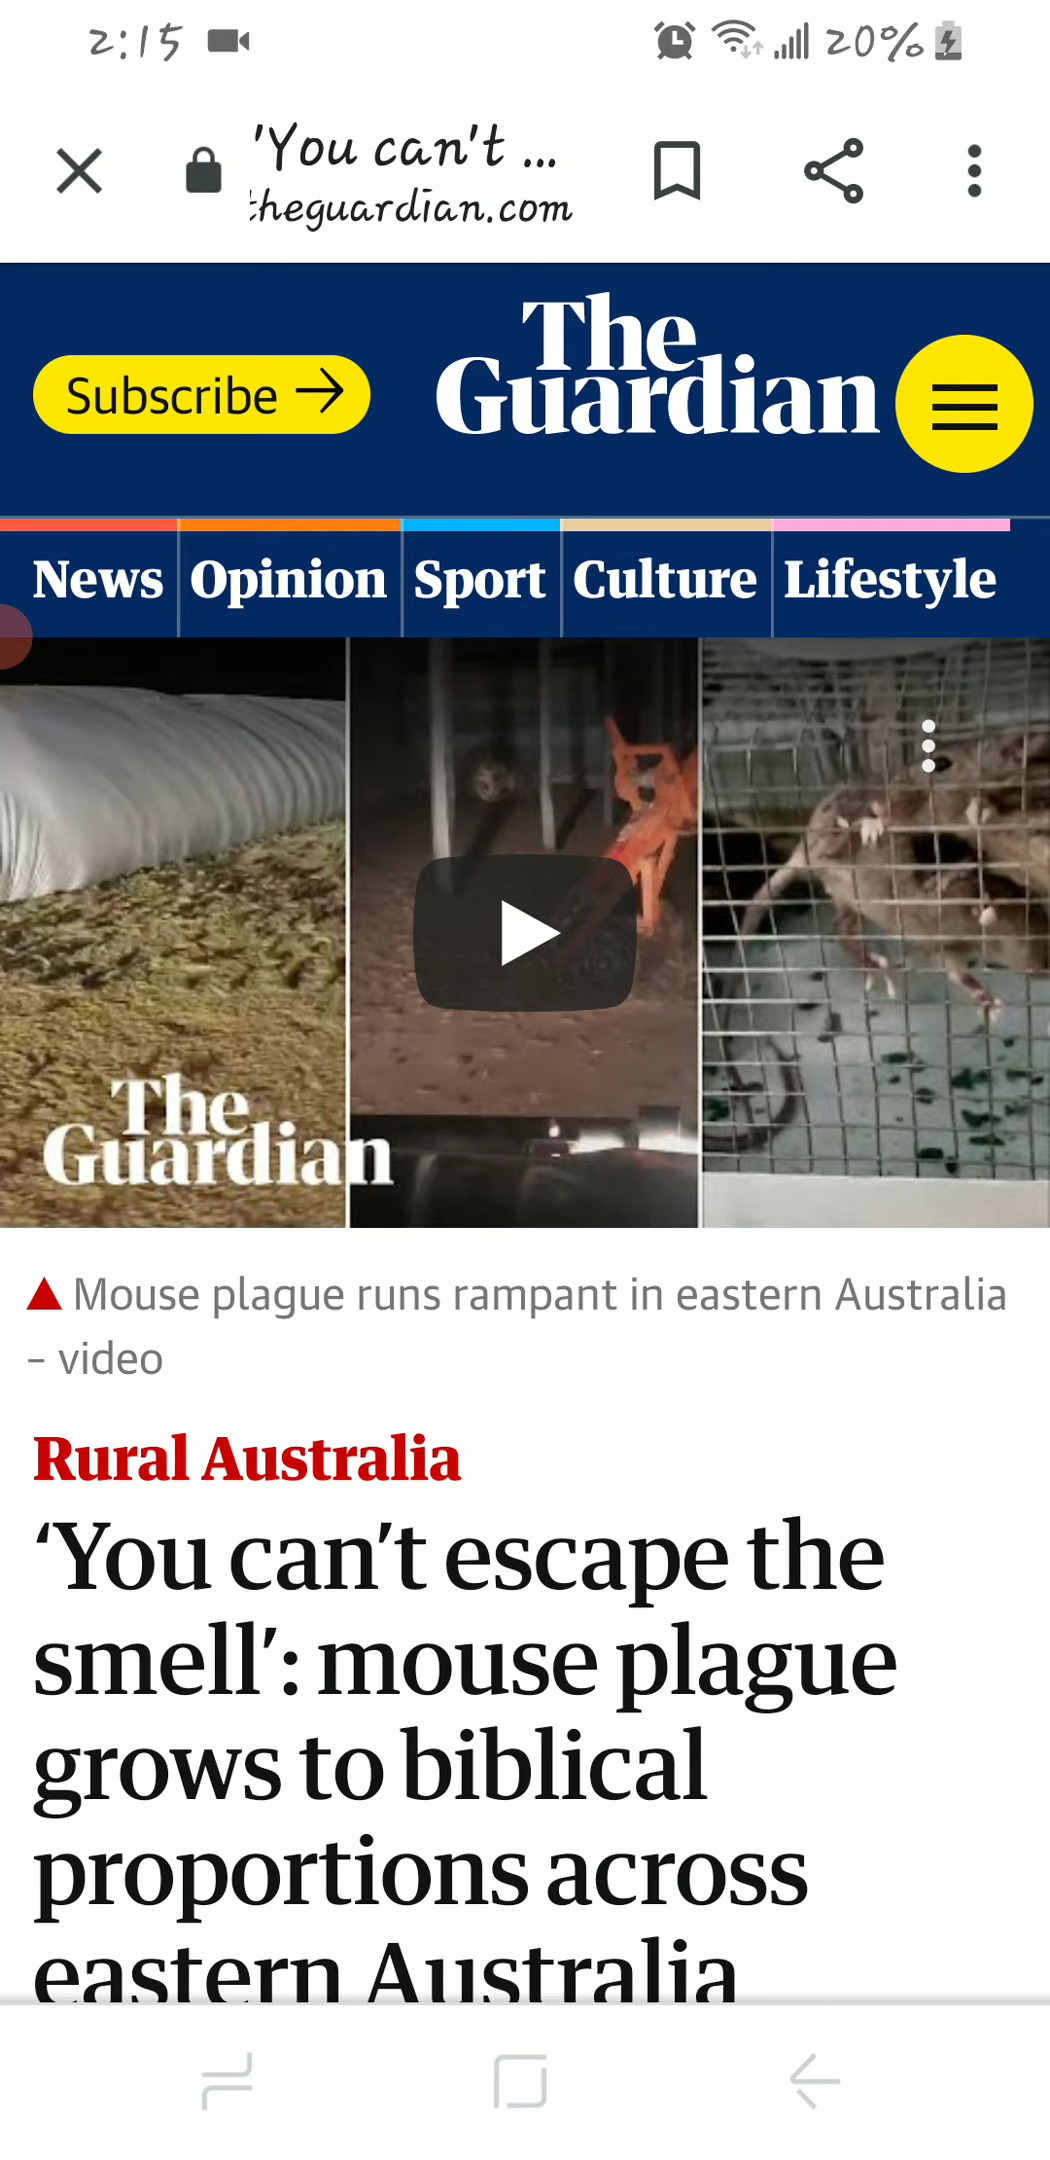 2:15 20%
'You can't ...
theguardian.com
Subscribe
The
Guardian
News Opinion Sport Culture Lifestyle
The
Guardian
Mouse plague runs rampant in eastern Australia
– video
Rural Australia
‘You can’t escape the
smell’: mouse plague
grows to biblical
proportions across
eastern Australia